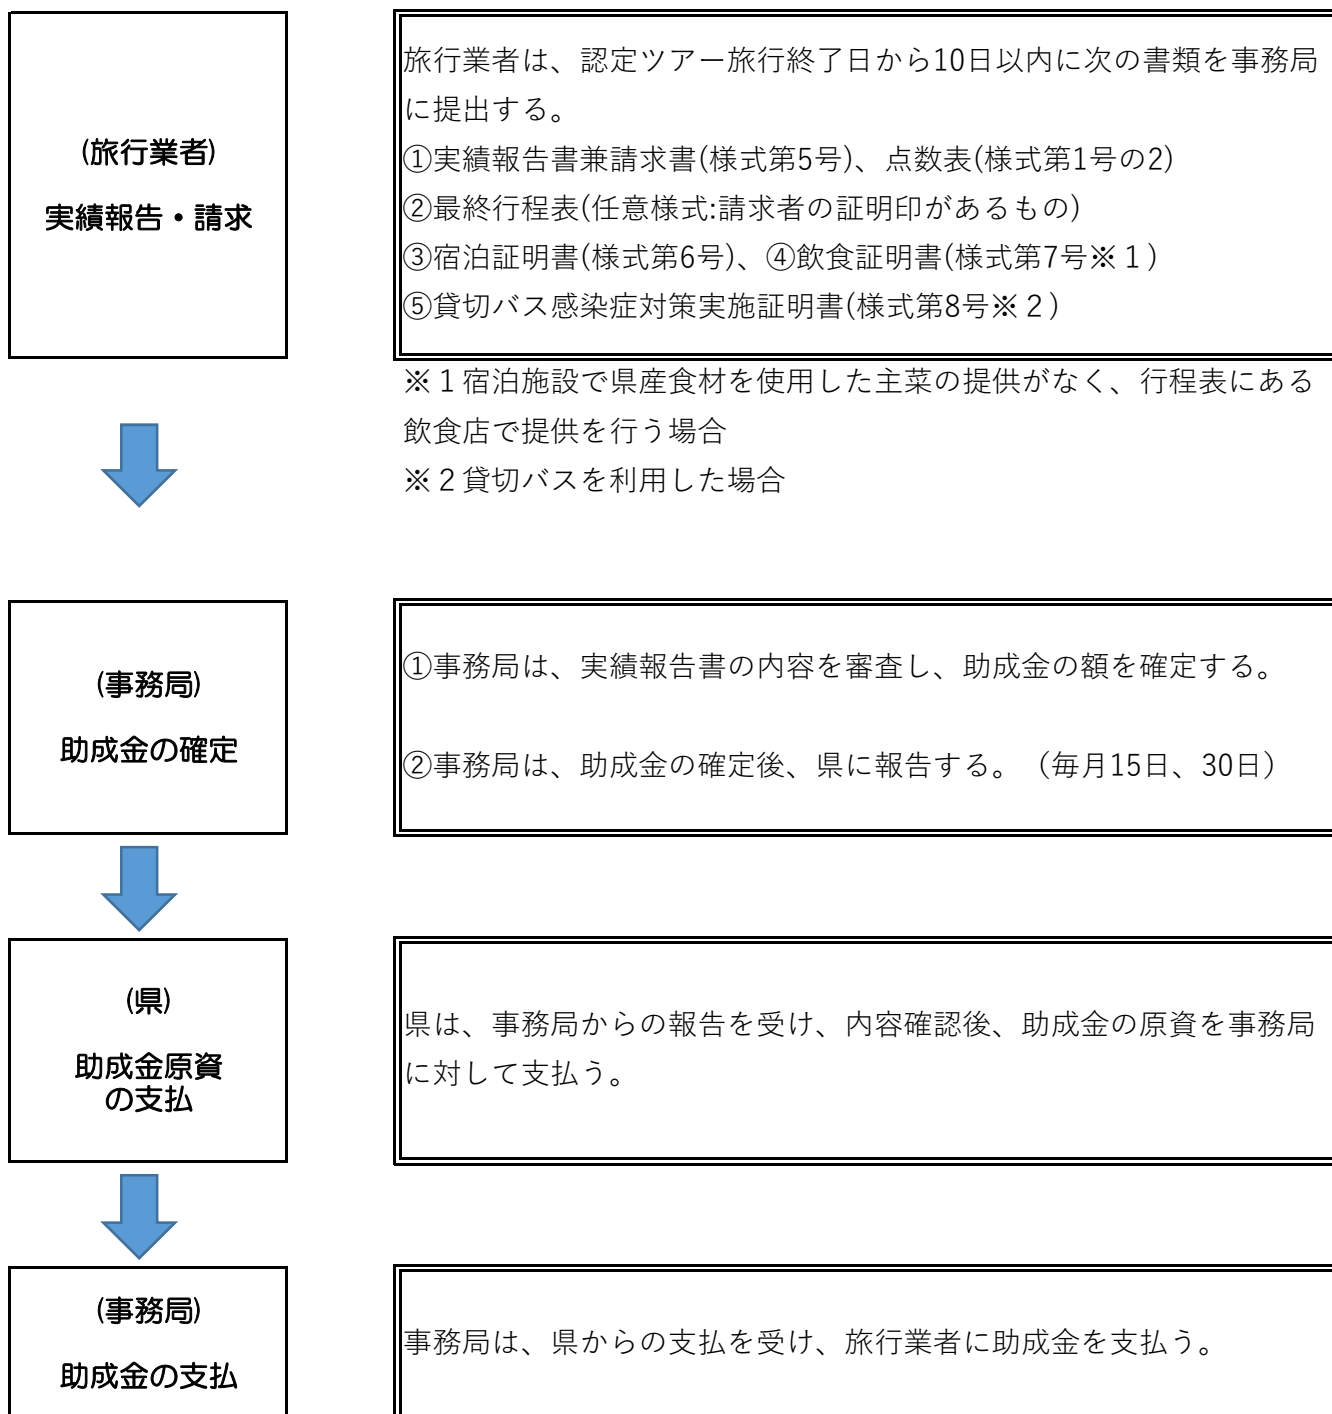 (旅行業者)
実績報告・請求
旅行業者は、認定ツアー旅行終了日から10日以内に次の書類を事務局
に提出する。
①実績報告書兼請求書(様式第5号)、点数表(様式第1号の2)
②最終行程表(任意様式:請求者の証明印があるもの)
③宿泊証明書(様式第6号)、④飲食証明書(様式第7号※１)
⑤貸切バス感染症対策実施証明書(様式第8号※２)
※１宿泊施設で県産食材を使用した主菜の提供がなく、行程表にある
飲食店で提供を行う場合
※２貸切バスを利用した場合
(事務局)
助成金の確定
①事務局は、実績報告書の内容を審査し、助成金の額を確定する。
②事務局は、助成金の確定後、県に報告する。（毎月15日、30日）
(県)
助成金原資
の支払
県は、事務局からの報告を受け、内容確認後、助成金の原資を事務局
に対して支払う。
(事務局)
助成金の支払
事務局は、県からの支払を受け、旅行業者に助成金を支払う。